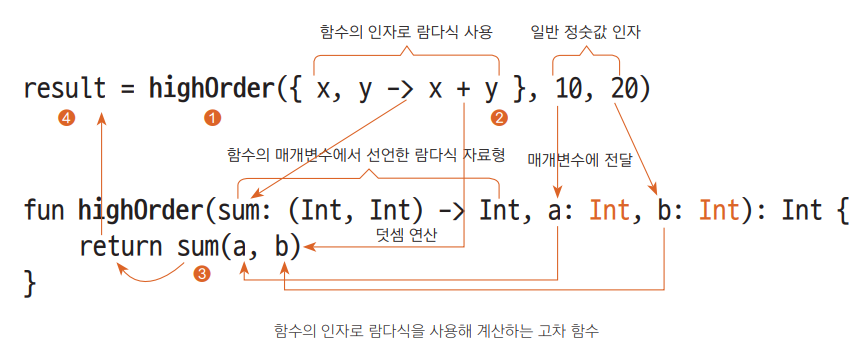 함수의 인자로 람다식 사용 일반 정숫값 인자
result = highOrder({ x, y -> x + y }, 10, 20)
4 1 2
함수의 매개변수에서 선언한 람다식 자료형 매개변수에 전달
fun highOrder(sum: (Int, Int) -> Int, a: Int, b: Int): Int {
덧셈 연산
return sum(a, b)
3
}
함수의 인자로 람다식을 사용해 계산하는 고차 함수